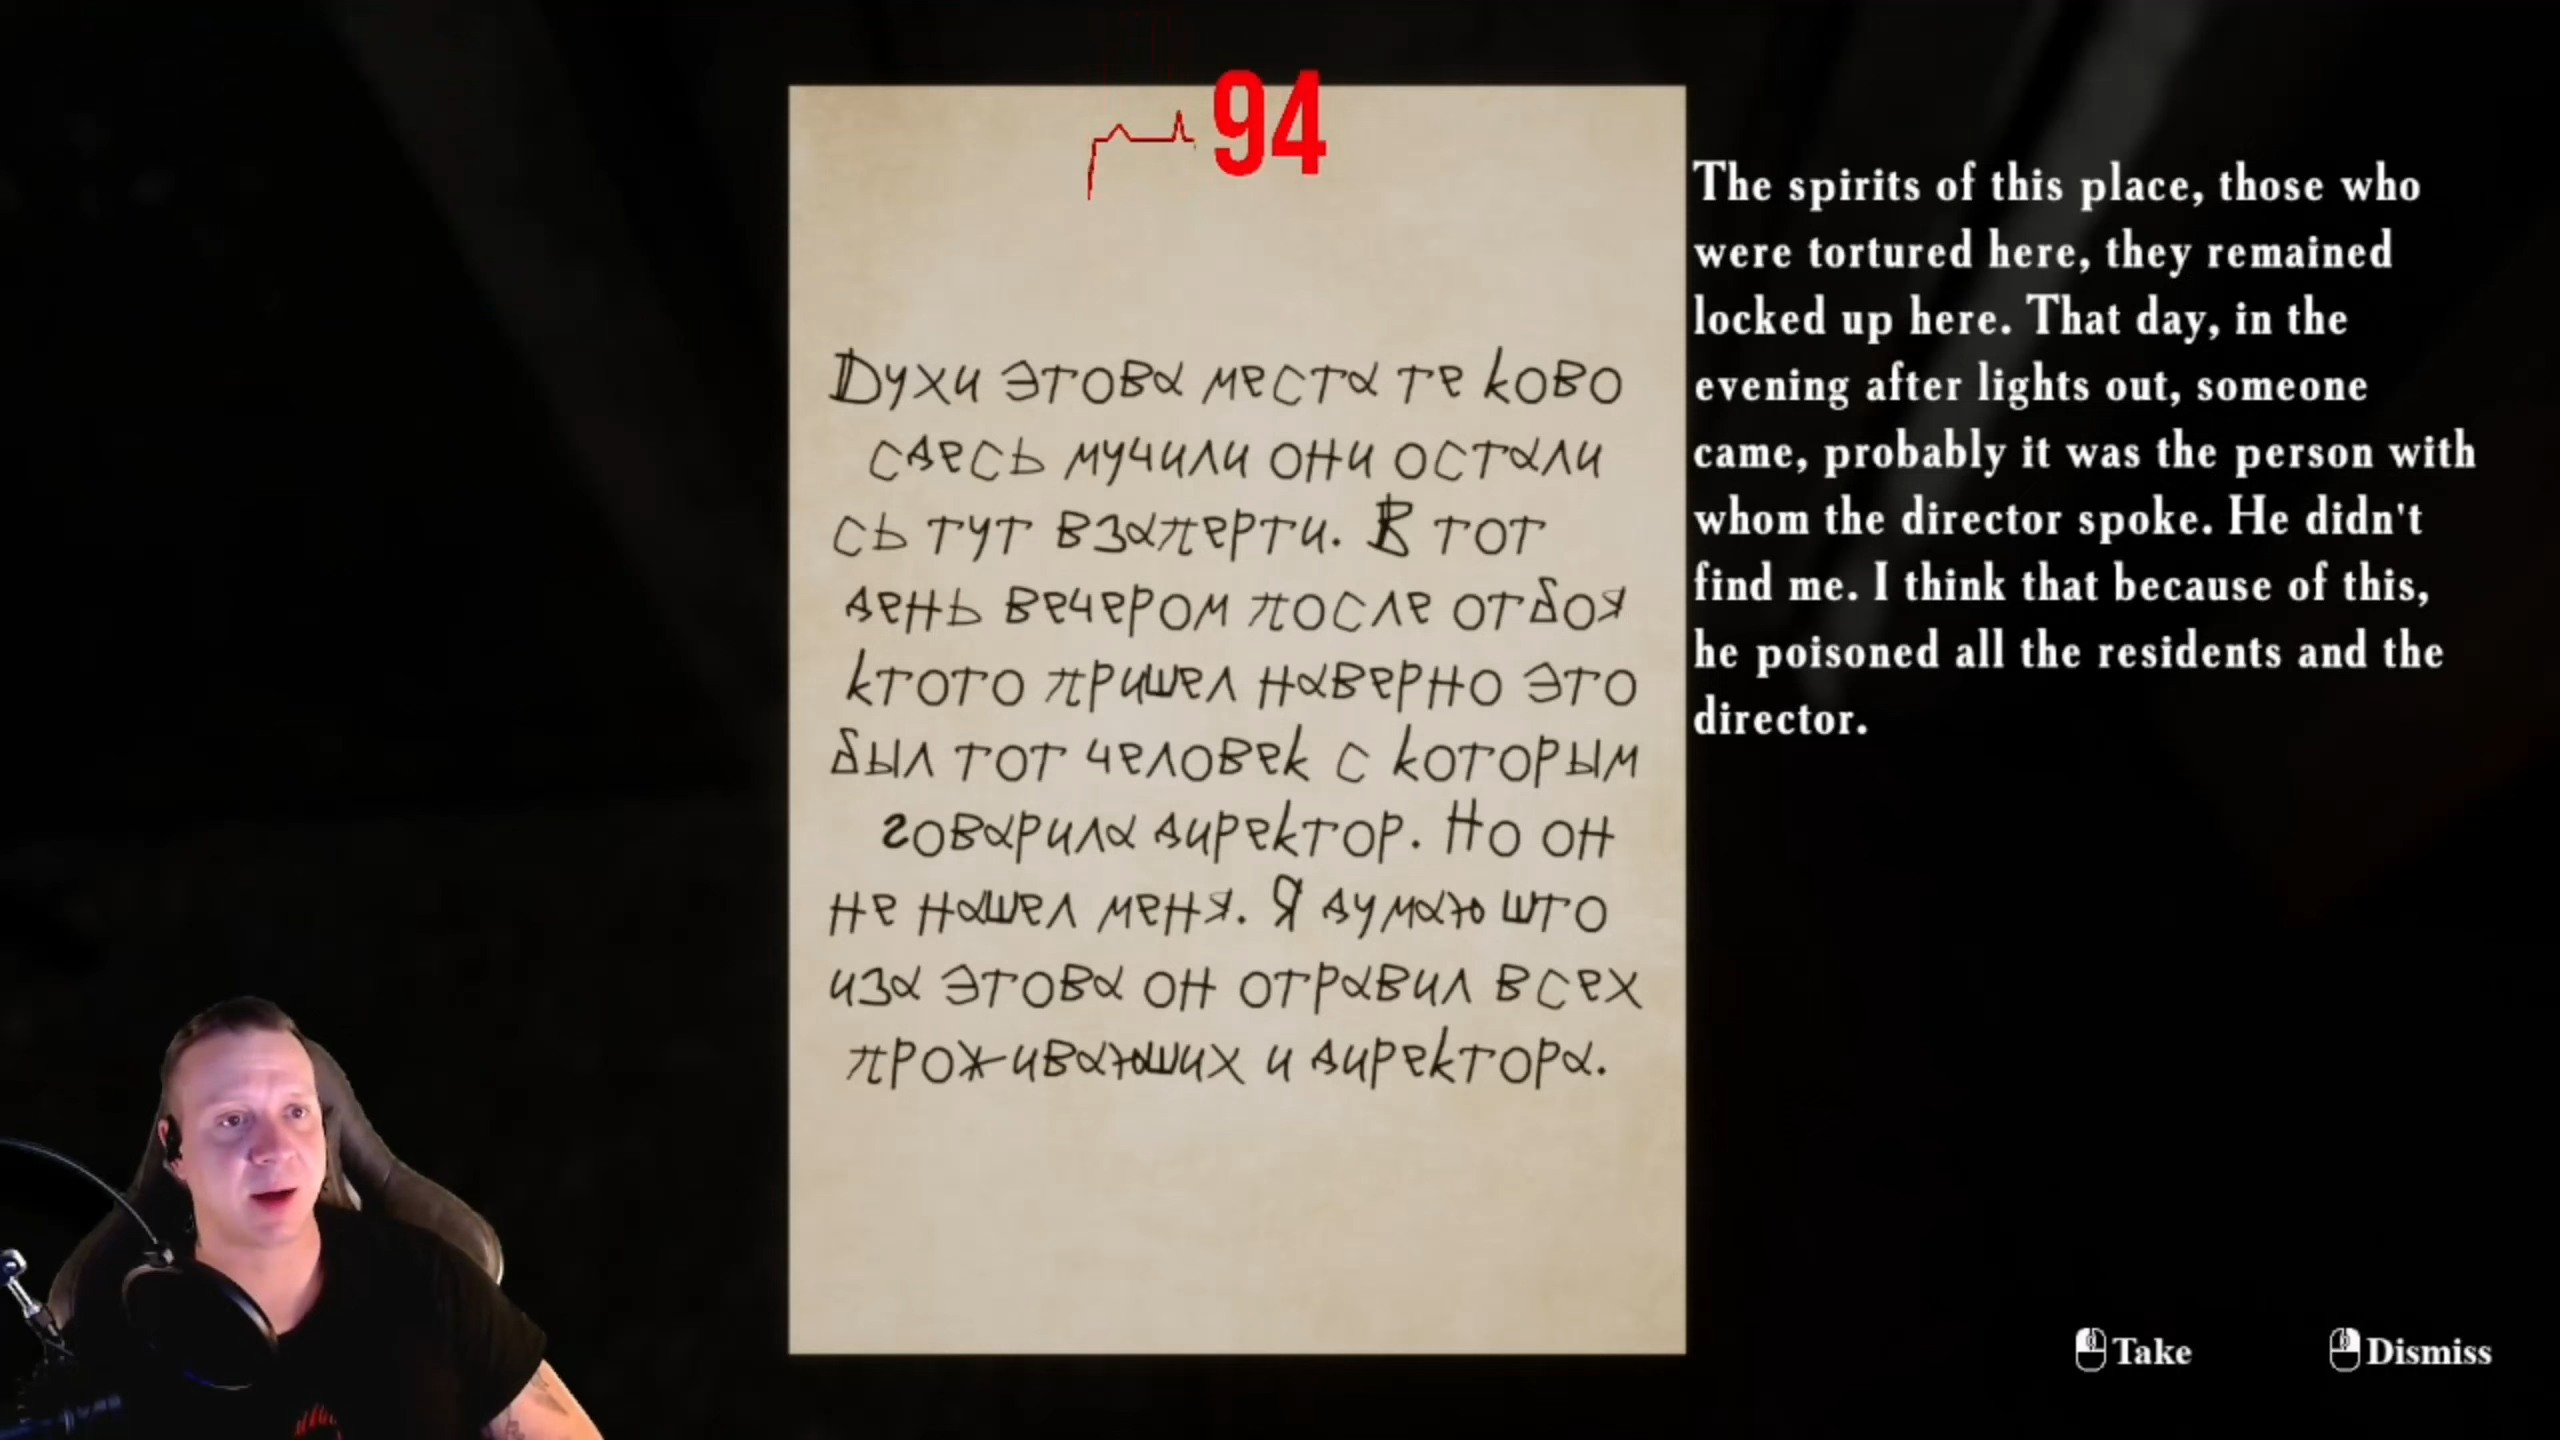 94
Духи этова места те ково
сдесь мучили они остали
сь тут взаперти. В тот
день вечером после отбоя
ктото пришел наверно это
был тот человек с которым
говарила директор. Но он
не нашел меня. Я думаю што
иза этова он отравил всех
проживаюших и директора.
The spirits of this place, those who
were tortured here, they remained
locked up here. That day, in the
evening after lights out, someone
came, probably it was the person with
whom the director spoke. He didn't
find me. I think that because of this,
he poisoned all the residents and the
director.
Take
Dismiss